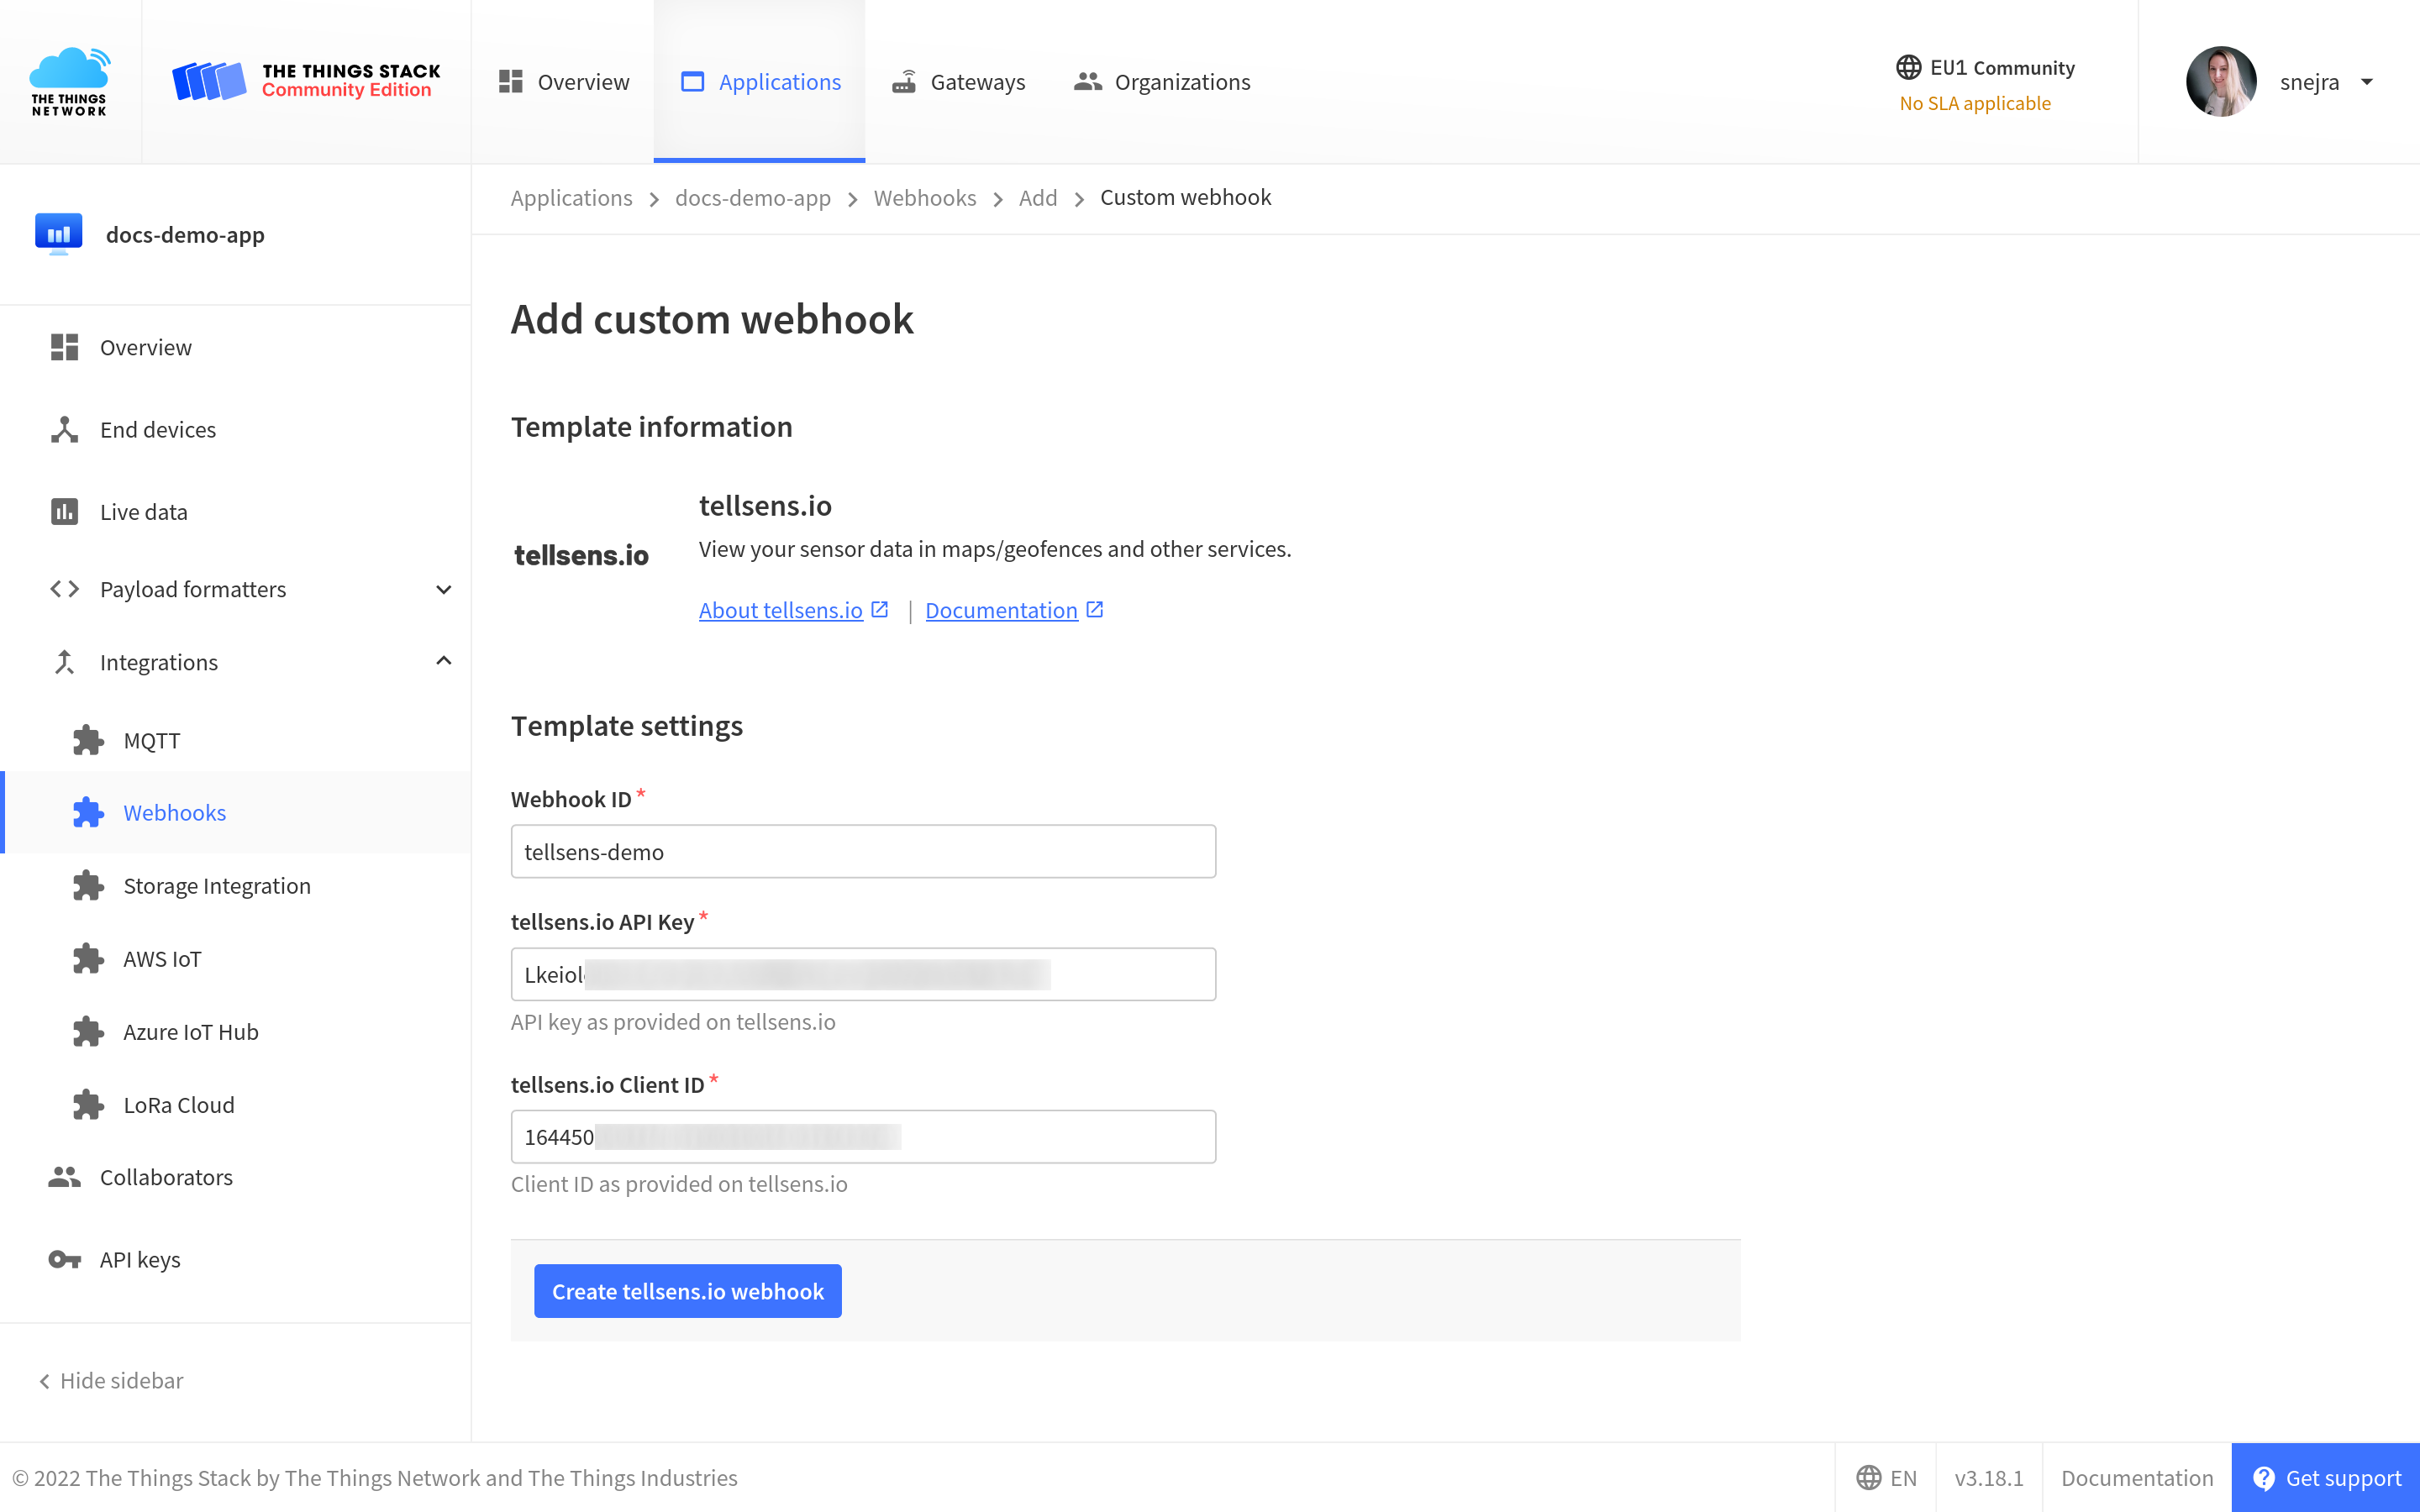 THE THINGS
NETWORK
THE THINGS STACK
Community Edition
Overview
Applications
Gateways
Organizations
EU1 Community
No SLA applicable
snejra
docs-demo-app
Overview
End devices
Live data
Payload formatters
Integrations
MQTT
Webhooks
Storage Integration
AWS IoT
Azure IoT Hub
LoRa Cloud
Collaborators
API keys
Hide sidebar
Applications > docs-demo-app > Webhooks > Add > Custom webhook
Add custom webhook
Template information
tellsens.io
tellsens.io
View your sensor data in maps/geofences and other services.
About tellsens.io | Documentation
Template settings
Webhook ID *
tellsens-demo
tellsens.io API Key *
Lkeiol
API key as provided on tellsens.io
tellsens.io Client ID *
164450
Client ID as provided on tellsens.io
Create tellsens.io webhook
© 2022 The Things Stack by The Things Network and The Things Industries
EN
v3.18.1
Documentation
Get support